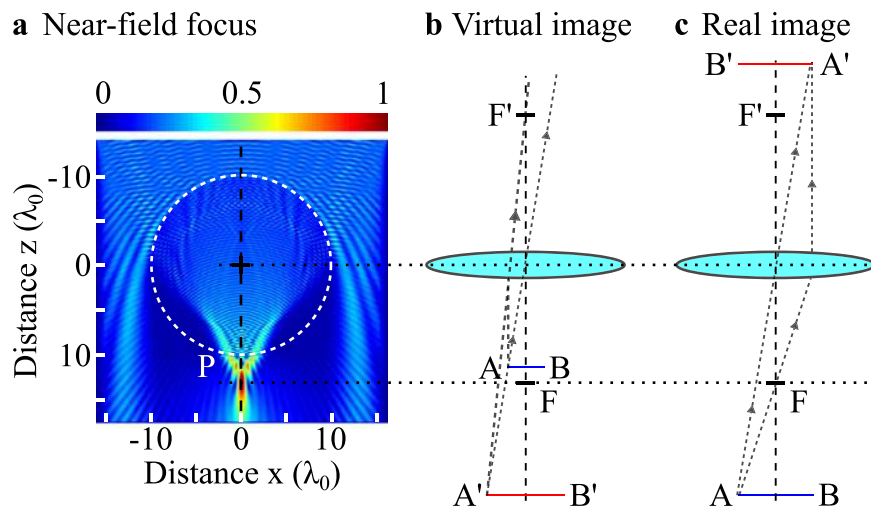 a Near-field focus
b Virtual image
c Real image
0 0.5 1
Distance z (λ0)
-10
0
10
P
-10 0 10
Distance x (λ0)
F'
A B
F
A' B'
B' A'
F'
F
A B